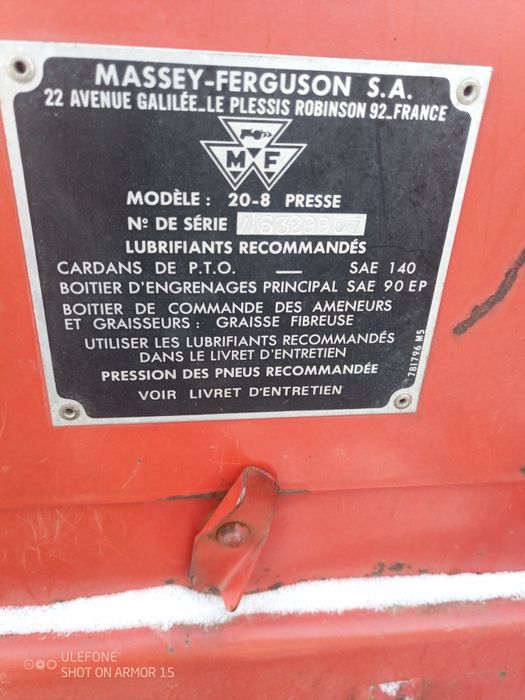 MASSEY-FERGUSON S.A.
22 AVENUE GALILÉE_LE PLESSIS ROBINSON 92_FRANCE
M F
MODÈLE : 20-8 PRESSE
Nº DE SÉRIE
LUBRIFIANTS RECOMMANDÉS
CARDANS DE P.T.O. — SAE 140
BOITIER D'ENGRENAGES PRINCIPAL SAE 90 EP
BOITIER DE COMMANDE DES AMENEURS
ET GRAISSEURS : GRAISSE FIBREUSE
UTILISER LES LUBRIFIANTS RECOMMANDÉS
DANS LE LIVRET D'ENTRETIEN
PRESSION DES PNEUS RECOMMANDÉE
VOIR LIVRET D'ENTRETIEN
781796 M5
ULEFONE
SHOT ON ARMOR 15